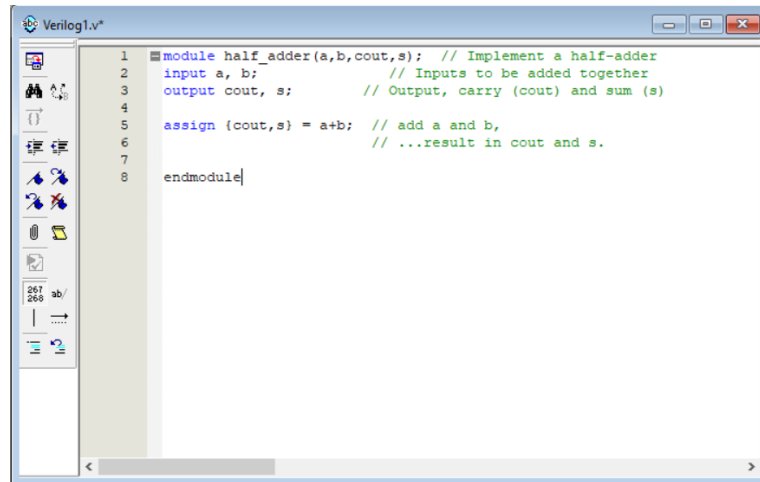 Verilog1.v*
1 module half_adder(a,b,cout,s);  // Implement a half-adder
2 input a, b;                // Inputs to be added together
3 output cout, s;         // Output, carry (cout) and sum (s)
4
5 assign {cout,s} = a+b;  // add a and b,
6                         // ...result in cout and s.
7
8 endmodule
267
268 ab/